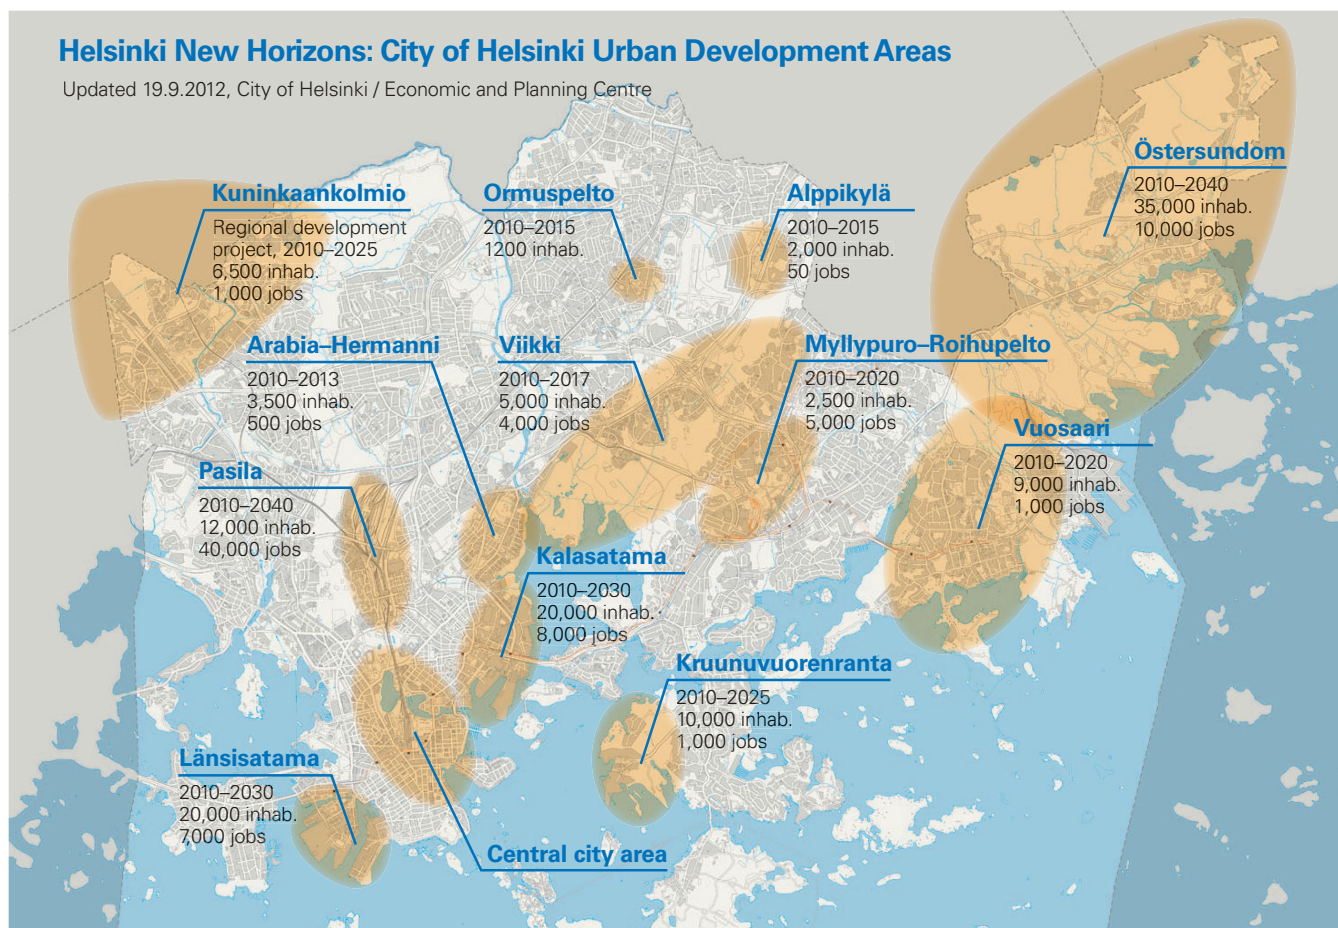 Helsinki New Horizons: City of Helsinki Urban Development Areas
Updated 19.9.2012, City of Helsinki / Economic and Planning Centre
Östersundom
2010–2040
35,000 inhab.
10,000 jobs
Kuninkaankolmio
Regional development
project, 2010–2025
6,500 inhab.
1,000 jobs
Ormuspelto
2010–2015
1200 inhab.
Alppikylä
2010–2015
2,000 inhab.
50 jobs
Arabia–Hermanni
2010–2013
3,500 inhab.
500 jobs
Viikki
2010–2017
5,000 inhab.
4,000 jobs
Myllypuro–Roihupelto
2010–2020
2,500 inhab.
5,000 jobs
Vuosaari
2010–2020
9,000 inhab.
1,000 jobs
Pasila
2010–2040
12,000 inhab.
40,000 jobs
Kalasatama
2010–2030
20,000 inhab.
8,000 jobs
Kruunuvuorenranta
2010–2025
10,000 inhab.
1,000 jobs
Länsisatama
2010–2030
20,000 inhab.
7,000 jobs
Central city area